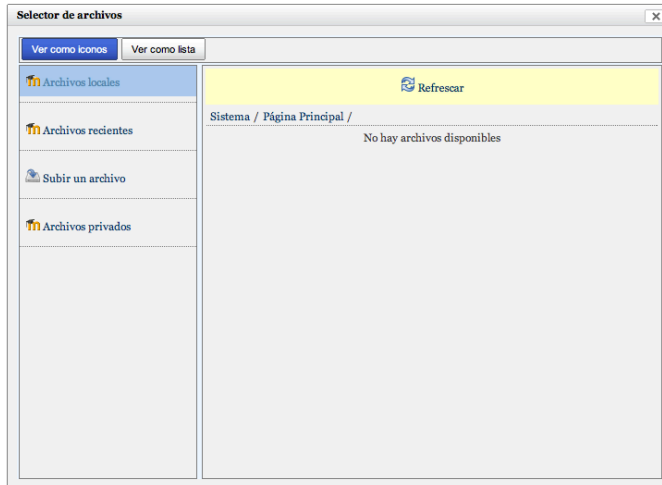 Selector de archivos
Ver como iconos
Ver como lista
Archivos locales
Archivos recientes
Subir un archivo
Archivos privados
Refrescar
Sistema / Página Principal /
No hay archivos disponibles